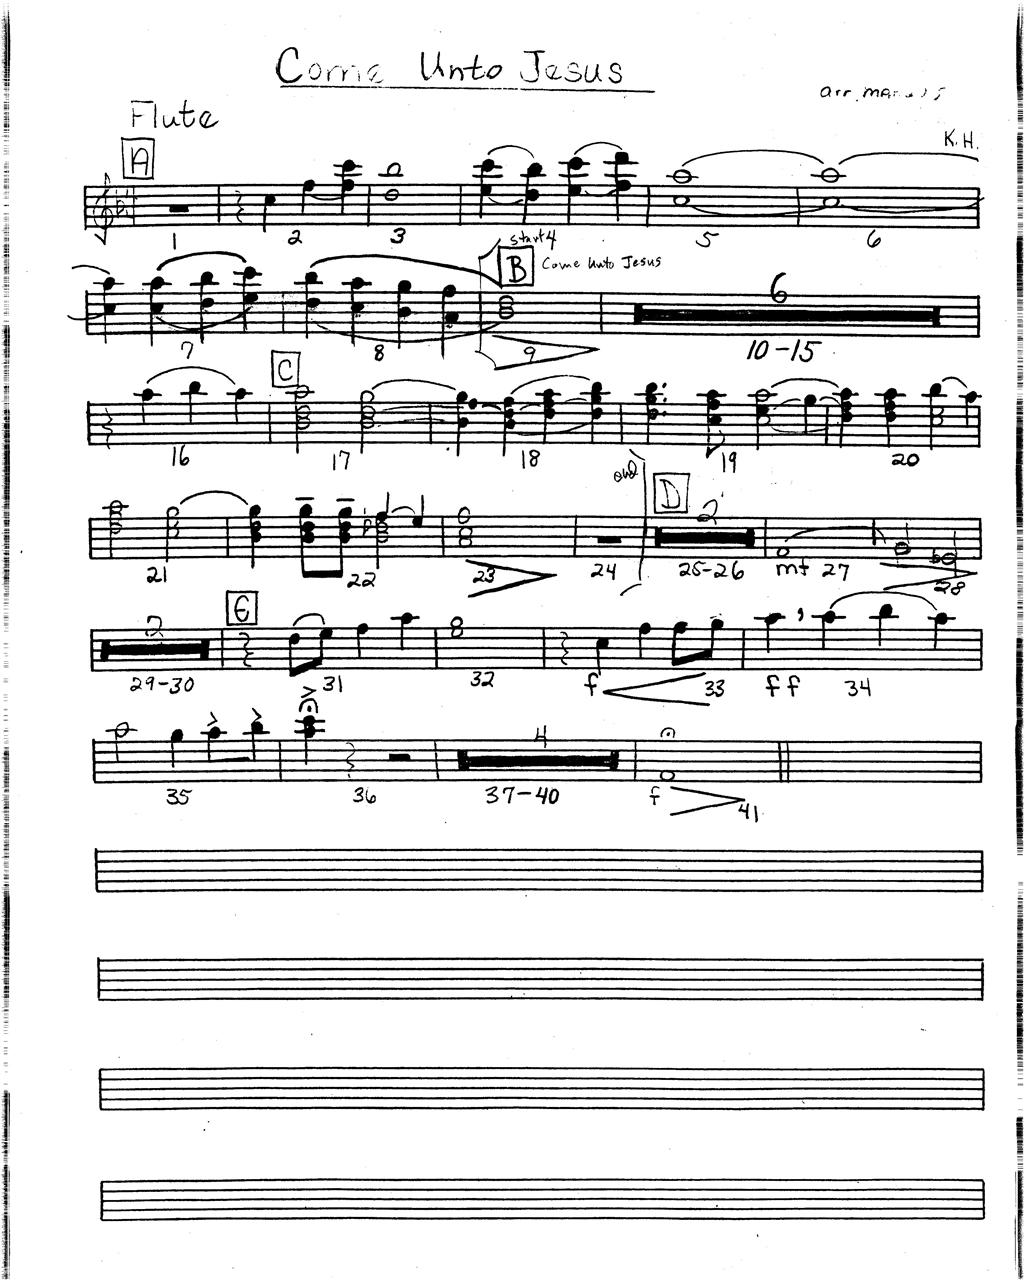 Come Unto Jesus
arr.
Flute
K.H.
A
1 2 3 5 6
start 4
B Come Unto Jesus
6
7 8 9 10-15
C
16 17 18 19 20
end
D
2
21 22 23 24 25-26 mf 27 28
E
2
29-30 31 32 f 33 ff 34
4
35 36 37-40 f 41